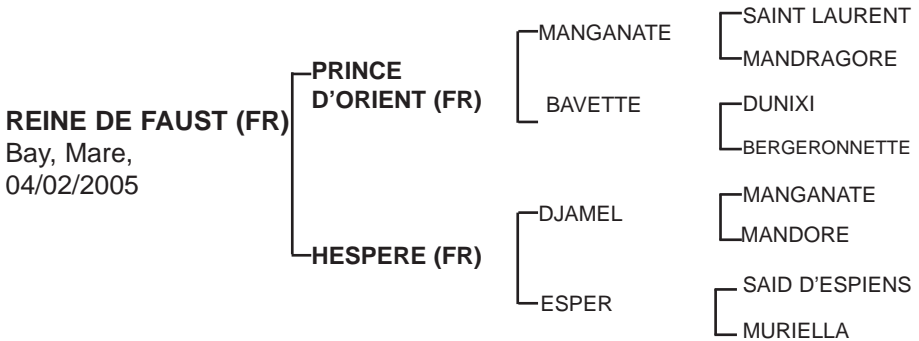 REINE DE FAUST (FR)
Bay, Mare,
04/02/2005
PRINCE
D'ORIENT (FR)
HESPERE (FR)
MANGANATE
BAVETTE
DJAMEL
ESPER
SAINT LAURENT
MANDRAGORE
DUNIXI
BERGERONNETTE
MANGANATE
MANDORE
SAID D'ESPIENS
MURIELLA